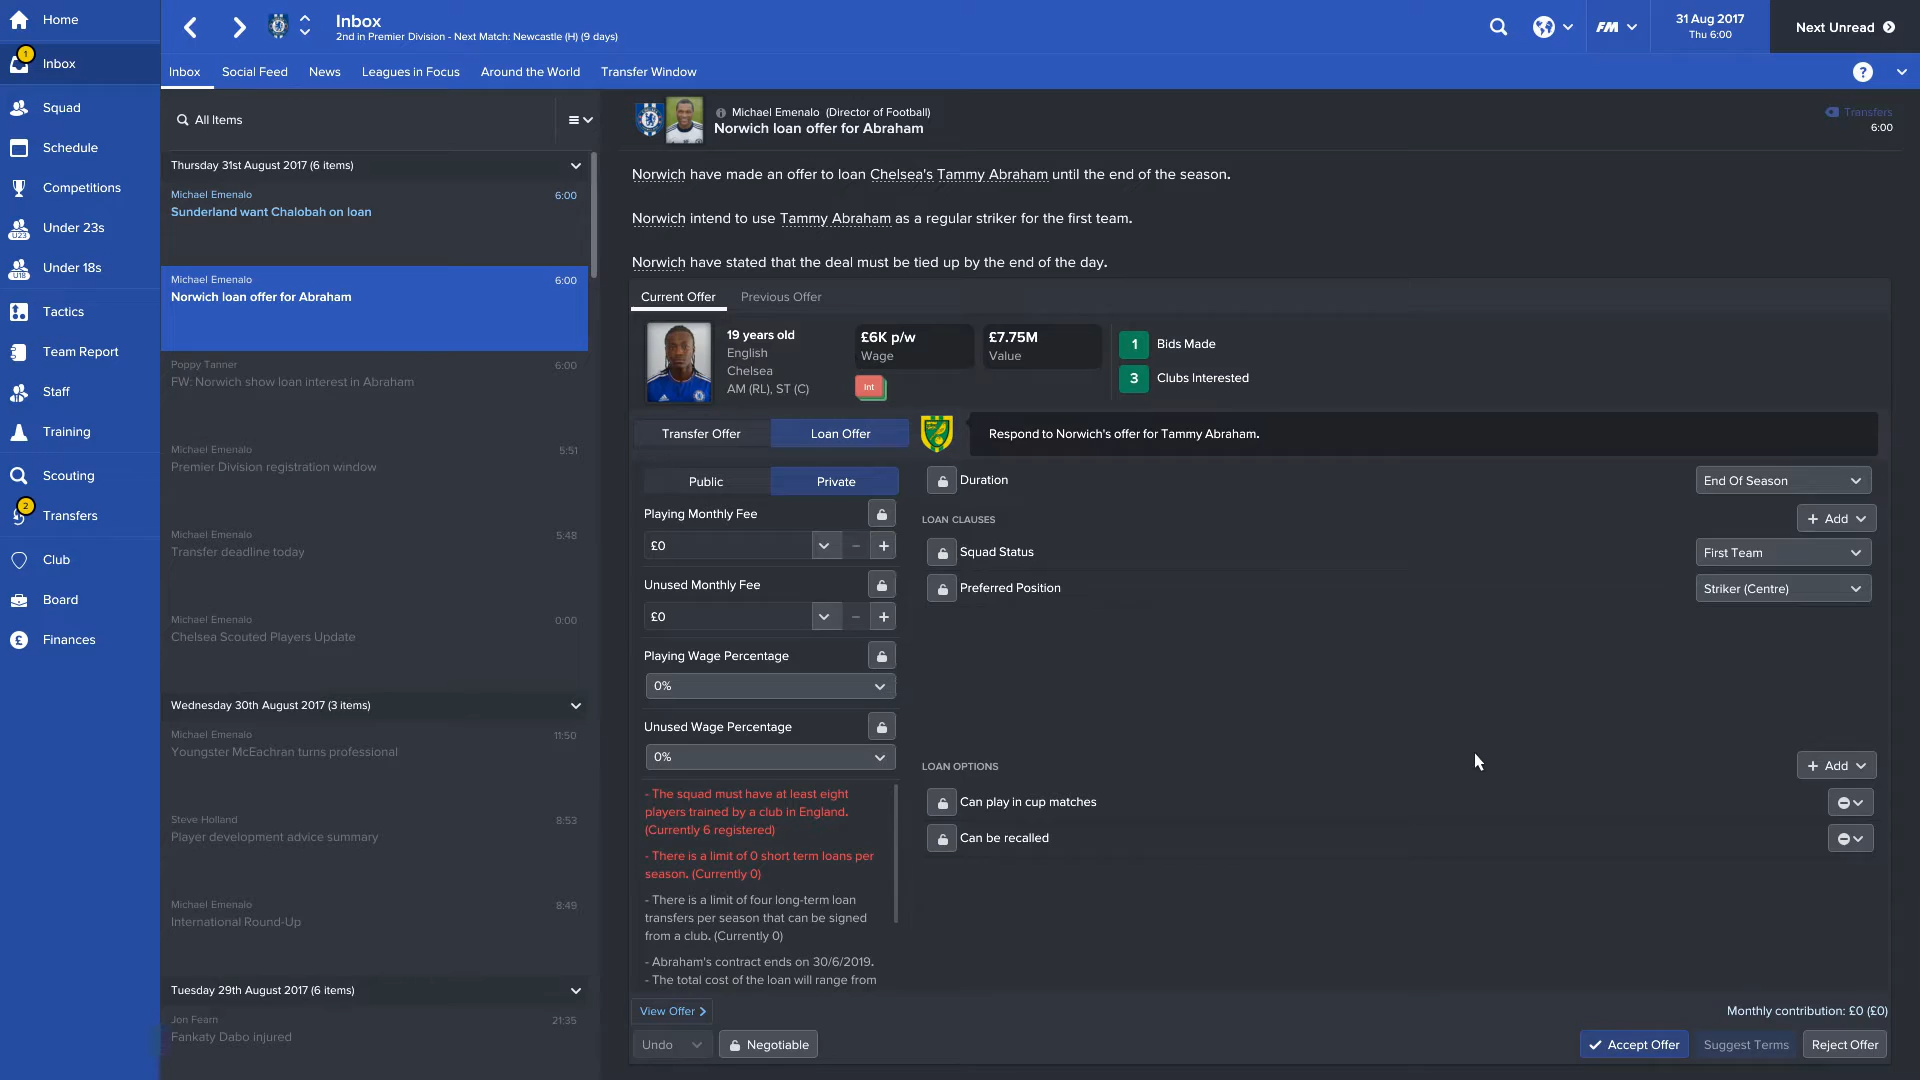 Home
Inbox
1
Squad
Schedule
Competitions
Under 23s
U23
Under 18s
U18
Tactics
Team Report
Staff
Training
Scouting
2
Transfers
Club
Board
Finances
Inbox
2nd in Premier Division - Next Match: Newcastle (H) (9 days)
FM
31 Aug 2017
Thu 6:00
Next Unread
Inbox
Social Feed
News
Leagues in Focus
Around the World
Transfer Window
?
All Items
Thursday 31st August 2017 (6 items)
Michael Emenalo
6:00
Sunderland want Chalobah on loan
Michael Emenalo
6:00
Norwich loan offer for Abraham
Poppy Tanner
6:00
FW: Norwich show loan interest in Abraham
Michael Emenalo
5:51
Premier Division registration window
Michael Emenalo
5:48
Transfer deadline today
Michael Emenalo
0:00
Chelsea Scouted Players Update
Wednesday 30th August 2017 (3 items)
Michael Emenalo
11:50
Youngster McEachran turns professional
Steve Holland
8:53
Player development advice summary
Michael Emenalo
8:49
International Round-Up
Tuesday 29th August 2017 (6 items)
Jon Fearn
21:35
Fankaty Dabo injured
Michael Emenalo (Director of Football)
Norwich loan offer for Abraham
Transfers
6:00
Norwich have made an offer to loan Chelsea's Tammy Abraham until the end of the season.
Norwich intend to use Tammy Abraham as a regular striker for the first team.
Norwich have stated that the deal must be tied up by the end of the day.
Current Offer
Previous Offer
19 years old
English
Chelsea
AM (RL), ST (C)
£6K p/w
Wage
£7.75M
Value
Int
1
Bids Made
3
Clubs Interested
Transfer Offer
Loan Offer
Respond to Norwich's offer for Tammy Abraham.
Public
Private
Playing Monthly Fee
£0
Unused Monthly Fee
£0
Playing Wage Percentage
0%
Unused Wage Percentage
0%
- The squad must have at least eight
players trained by a club in England.
(Currently 6 registered)
- There is a limit of 0 short term loans per
season. (Currently 0)
- There is a limit of four long-term loan
transfers per season that can be signed
from a club. (Currently 0)
- Abraham's contract ends on 30/6/2019.
- The total cost of the loan will range from
Duration
End Of Season
LOAN CLAUSES
+ Add
Squad Status
First Team
Preferred Position
Striker (Centre)
LOAN OPTIONS
+ Add
Can play in cup matches
Can be recalled
View Offer
Monthly contribution: £0 (£0)
Undo
Negotiable
Accept Offer
Suggest Terms
Reject Offer